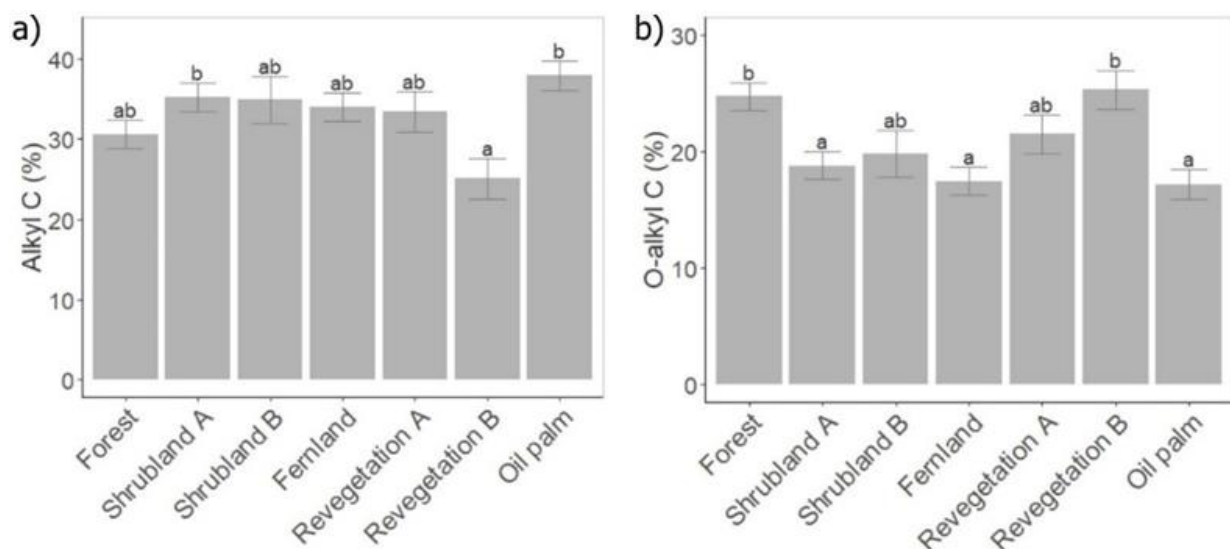 a)
Alkyl C (%)
40
30
20
10
0
ab
b
ab
ab
ab
a
b
Forest
Shrubland A
Shrubland B
Fernland
Revegetation A
Revegetation B
Oil palm
b)
O-alkyl C (%)
30
20
10
0
b
a
ab
a
ab
b
a
Forest
Shrubland A
Shrubland B
Fernland
Revegetation A
Revegetation B
Oil palm